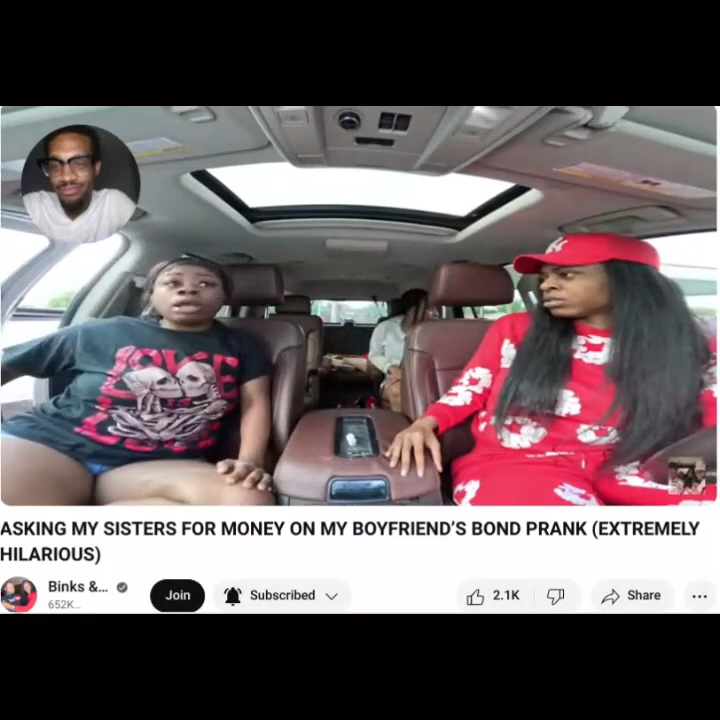 LOVE
ASKING MY SISTERS FOR MONEY ON MY BOYFRIEND'S BOND PRANK (EXTREMELY
HILARIOUS)
Binks &...
652K...
Join
Subscribed
2.1K
Share
...